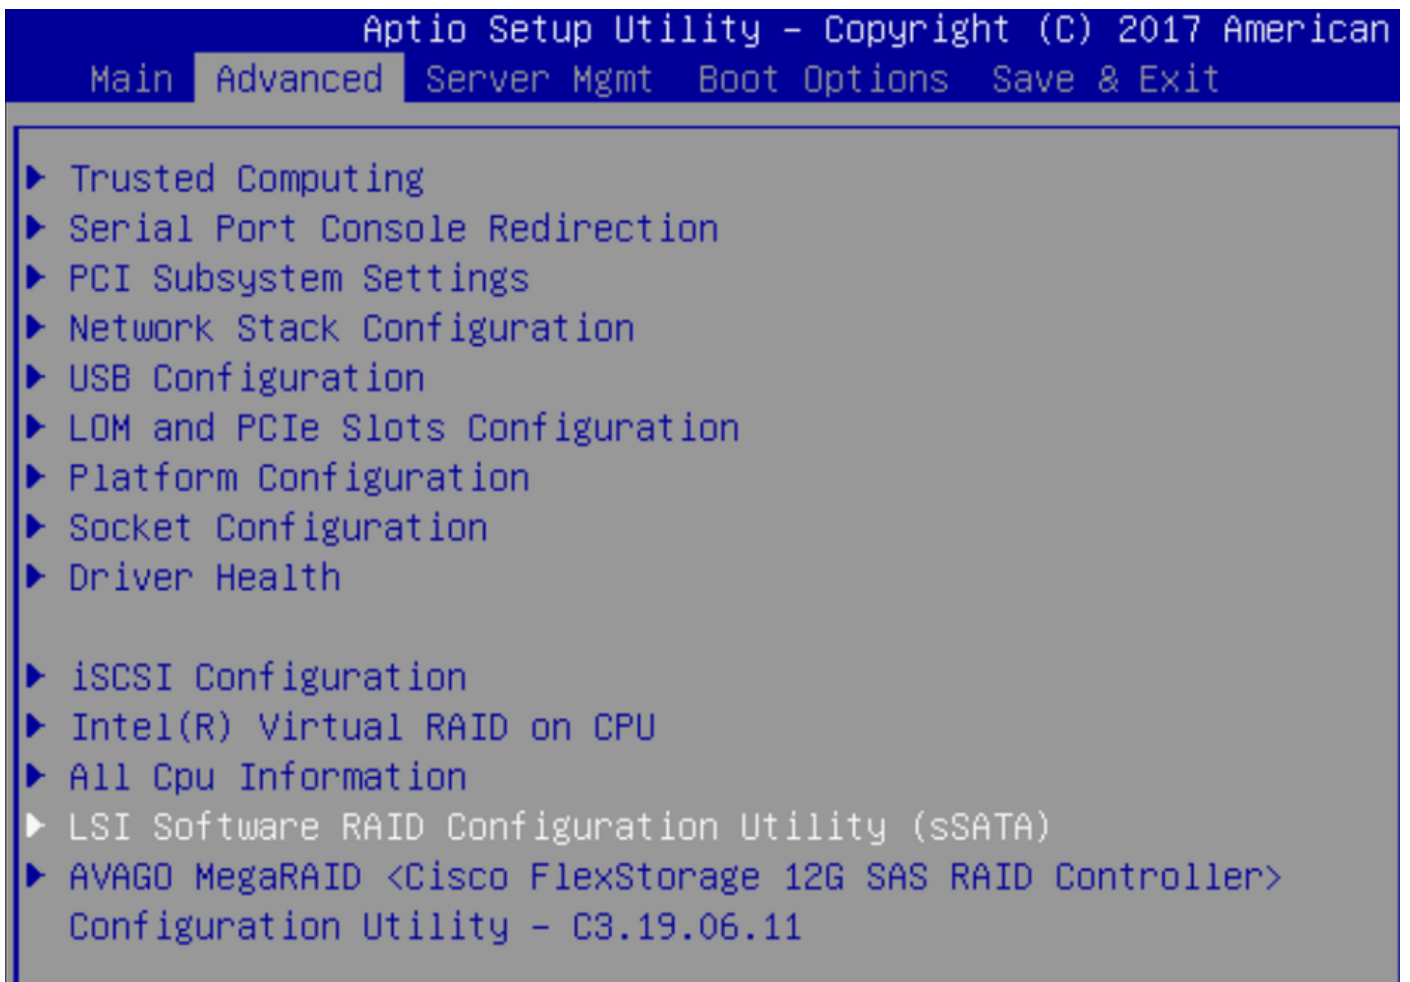 Aptio Setup Utility – Copyright (C) 2017 American
Main Advanced Server Mgmt Boot Options Save & Exit
Trusted Computing
Serial Port Console Redirection
PCI Subsystem Settings
Network Stack Configuration
USB Configuration
LOM and PCIe Slots Configuration
Platform Configuration
Socket Configuration
Driver Health
iSCSI Configuration
Intel(R) Virtual RAID on CPU
All Cpu Information
LSI Software RAID Configuration Utility (sSATA)
AVAGO MegaRAID <Cisco FlexStorage 12G SAS RAID Controller>
Configuration Utility – C3.19.06.11